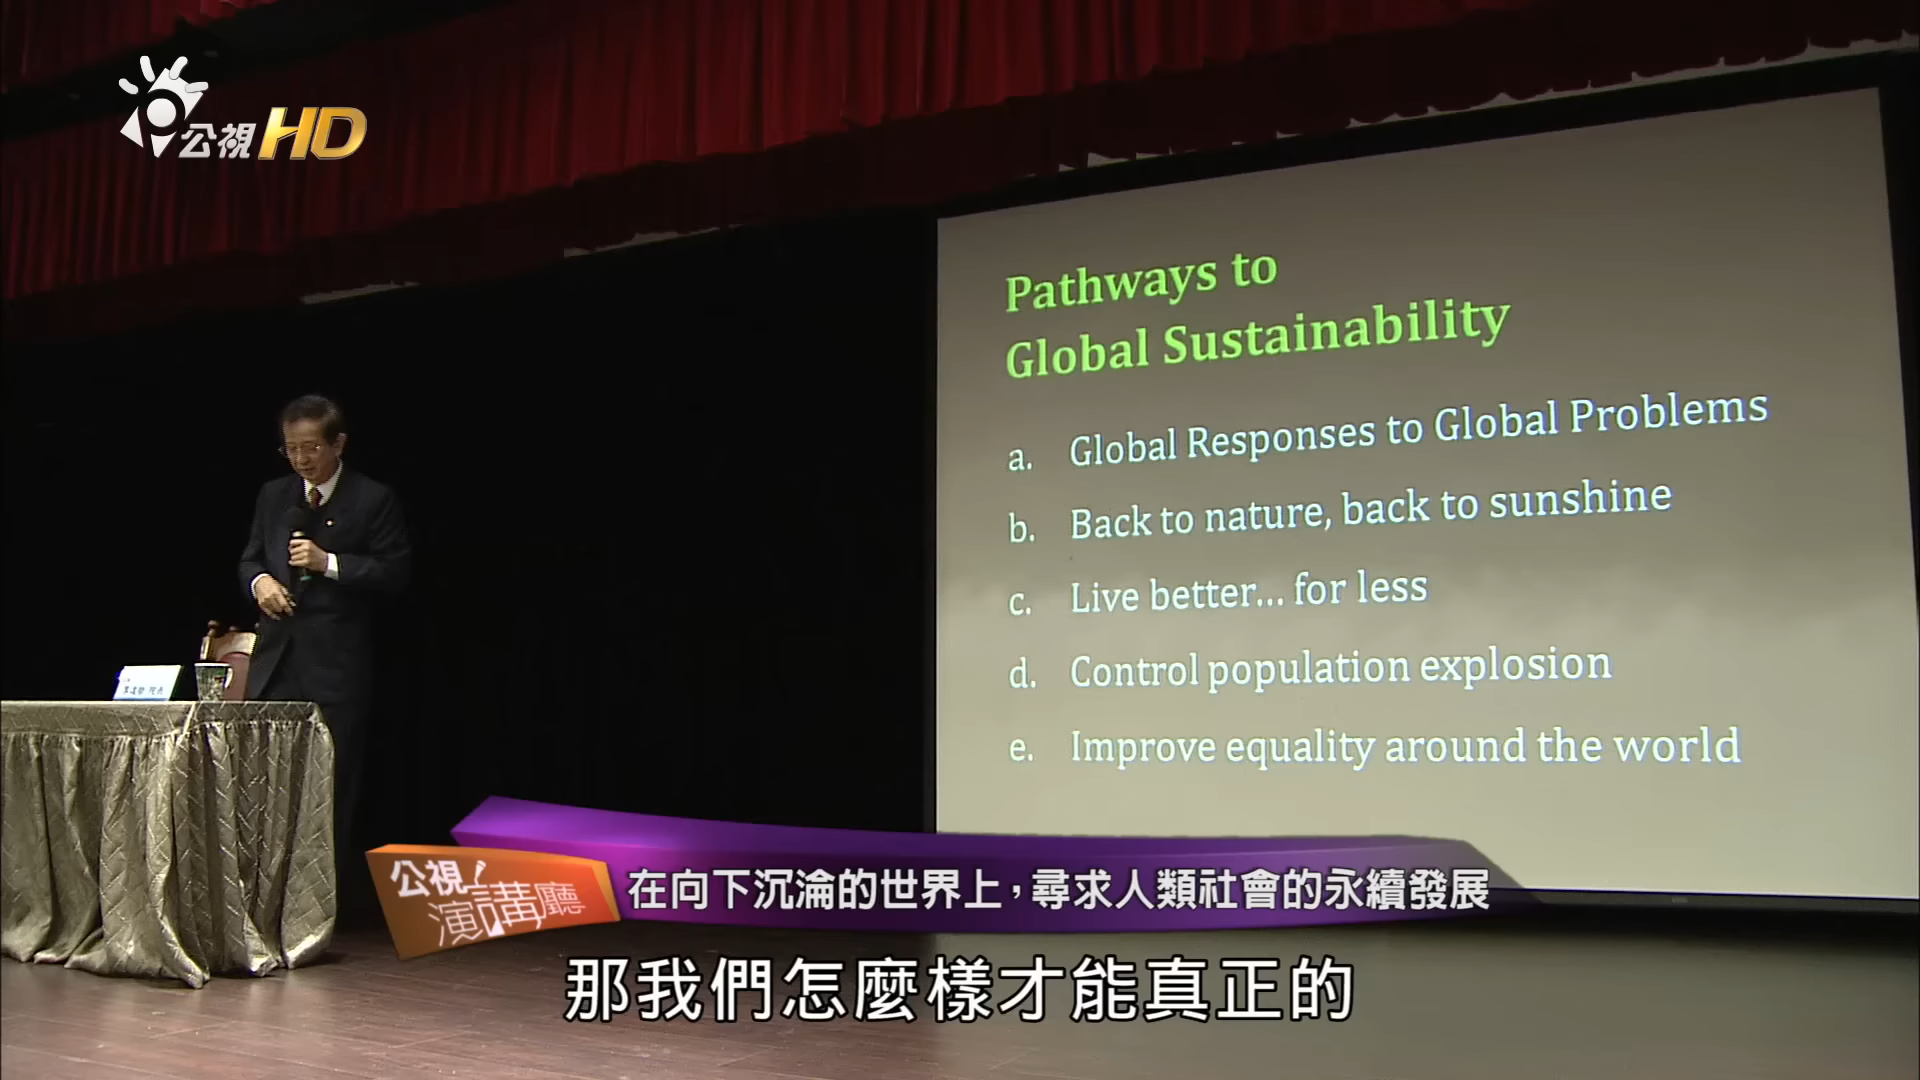 公視HD
Pathways to
Global Sustainability
a. Global Responses to Global Problems
b. Back to nature, back to sunshine
c. Live better... for less
d. Control population explosion
e. Improve equality around the world
公視
演講廳
在向下沉淪的世界上，尋求人類社會的永續發展
那我們怎麼樣才能真正的